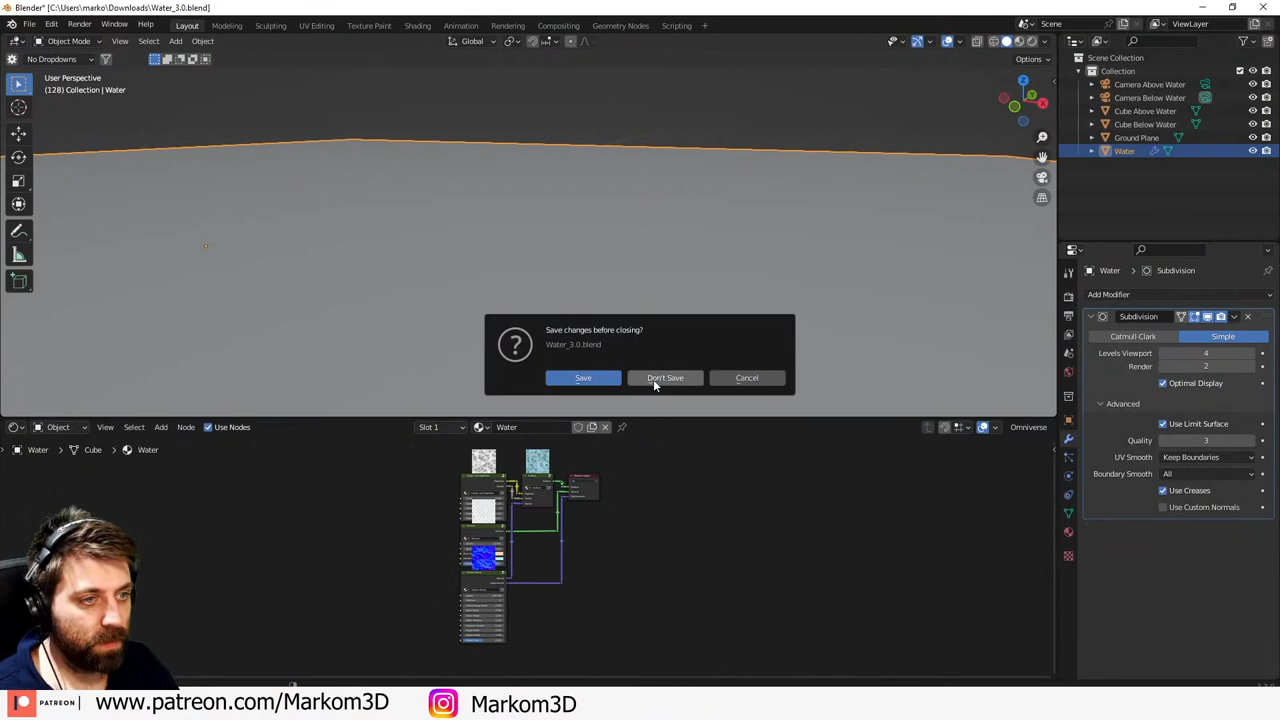 Blender* [C:\Users\marko\Downloads\Water_3.0.blend]
File Edit Render Window Help Layout Modeling Sculpting UV Editing Texture Paint Shading Animation Rendering Compositing Geometry Nodes Scripting + Scene ViewLayer
Object Mode View Select Add Object Global
No Dropdowns Options
User Perspective
(128) Collection | Water
Z
Y
X
Scene Collection
Collection
Camera Above Water
Camera Below Water
Cube Above Water
Cube Below Water
Ground Plane
Water
Water > Subdivision
Add Modifier
Subdivision
Catmull-Clark Simple
Levels Viewport 4
Render 2
Optimal Display
Advanced
Use Limit Surface
Quality 3
UV Smooth Keep Boundaries
Boundary Smooth All
Use Creases
Use Custom Normals
Save changes before closing?
Water_3.0.blend
Save Don't Save Cancel
Object View Select Add Node Use Nodes Slot 1 Water Omniverse
Water > Cube > Water
PATREON www.patreon.com/Markom3D Markom3D